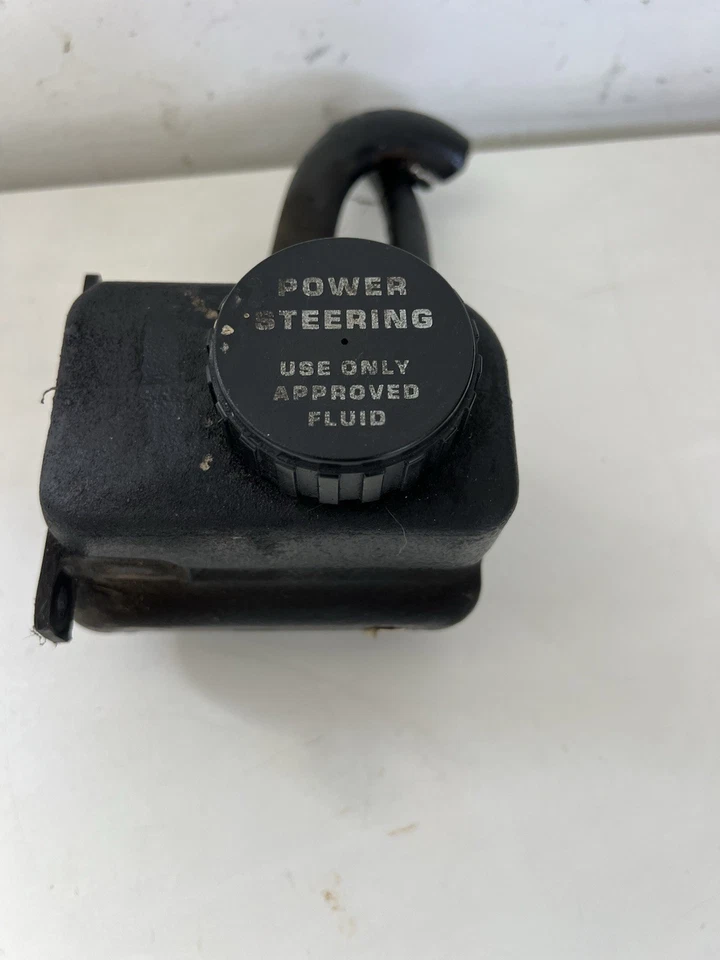 POWER
STEERING
USE ONLY
APPROVED
FLUID